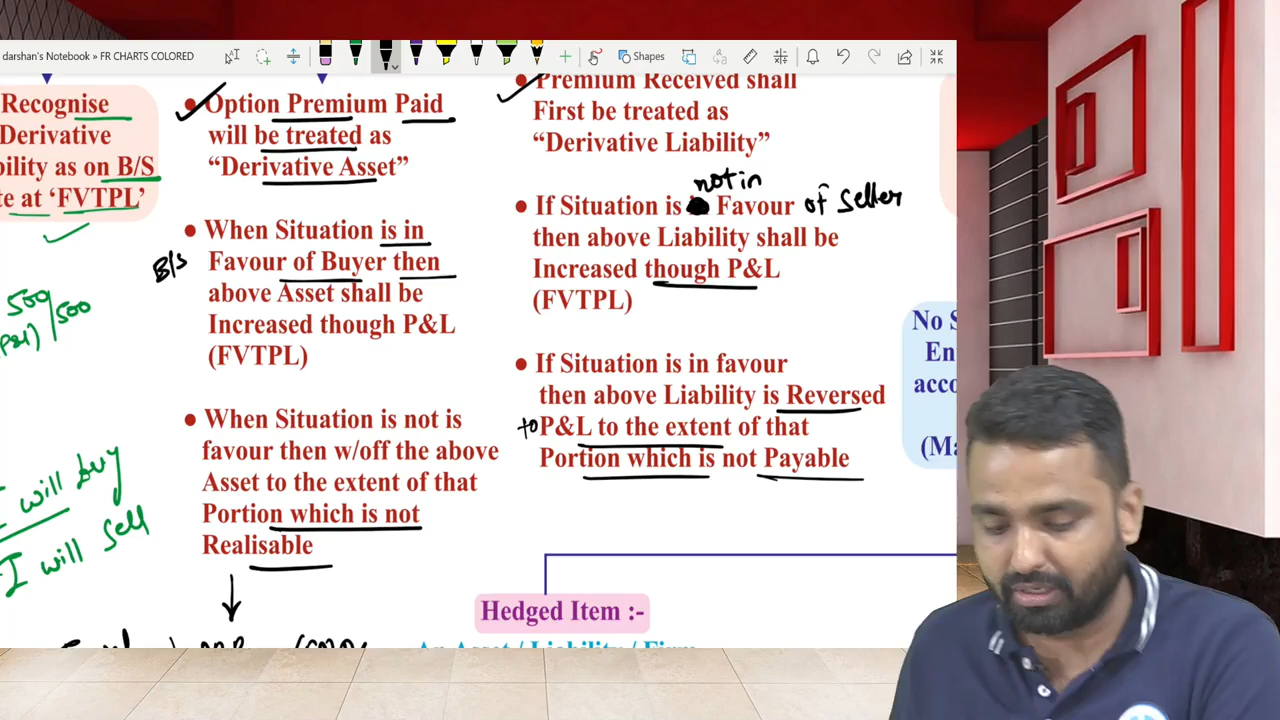 darshan's Notebook » FR CHARTS COLORED
Shapes
Recognise
Derivative
bility as on B/S
te at ‘FVTPL’
500
500
I will buy
I will sell
• Option Premium Paid
will be treated as
“Derivative Asset”
• When Situation is in
B/S Favour of Buyer then
above Asset shall be
Increased though P&L
(FVTPL)
• When Situation is not is
favour then w/off the above
Asset to the extent of that
Portion which is not
Realisable
Premium Received shall
First be treated as
“Derivative Liability”
not in
• If Situation is Favour of Seller
then above Liability shall be
Increased though P&L
(FVTPL)
• If Situation is in favour
then above Liability is Reversed
to P&L to the extent of that
Portion which is not Payable
Hedged Item :-
An Asset / Liability / Firm
No S
En
acco
(Ma